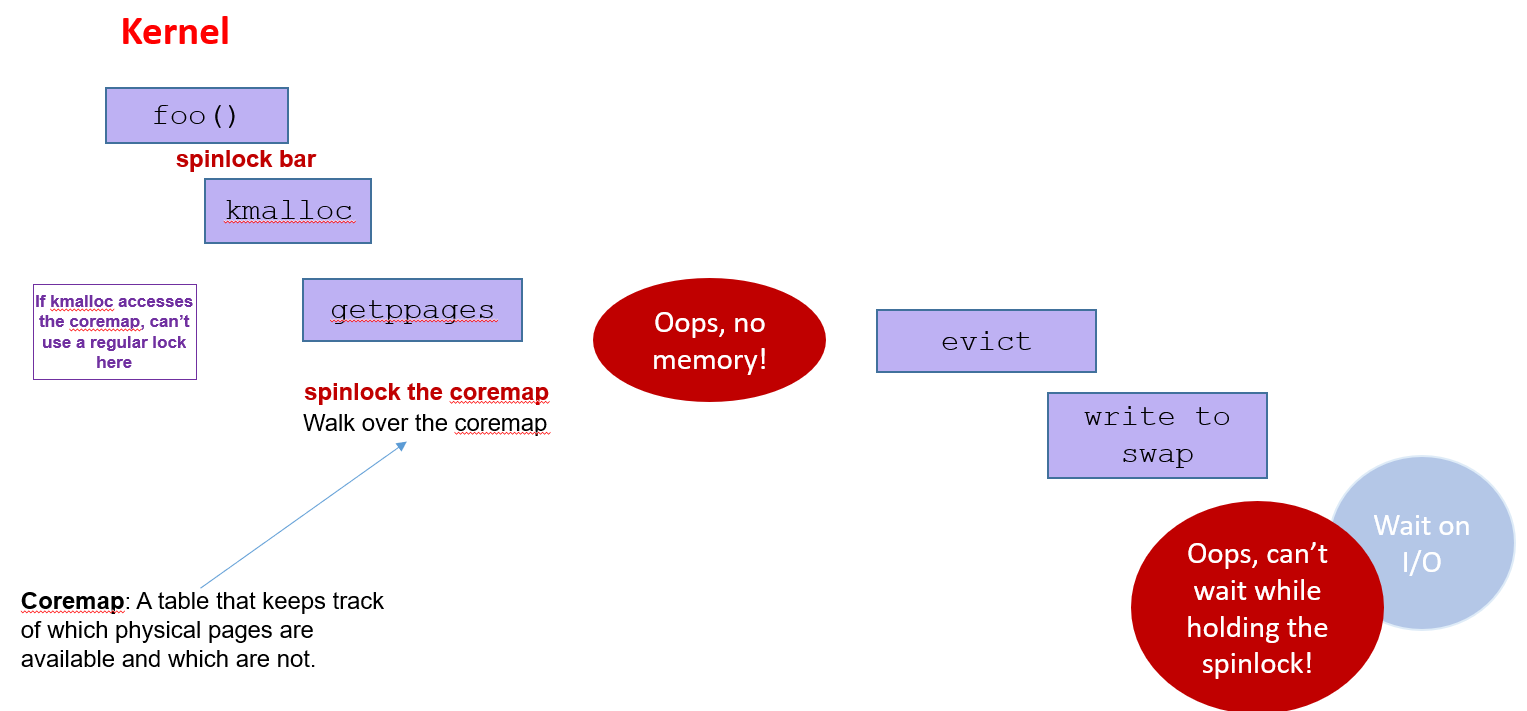 Kernel
foo()
spinlock bar
kmalloc
If kmalloc accesses
the coremap, can't
use a regular lock
here
getppages
spinlock the coremap
Walk over the coremap
Oops, no
memory!
evict
write to
swap
Wait on
I/O
Oops, can't
wait while
holding the
spinlock!
Coremap: A table that keeps track
of which physical pages are
available and which are not.